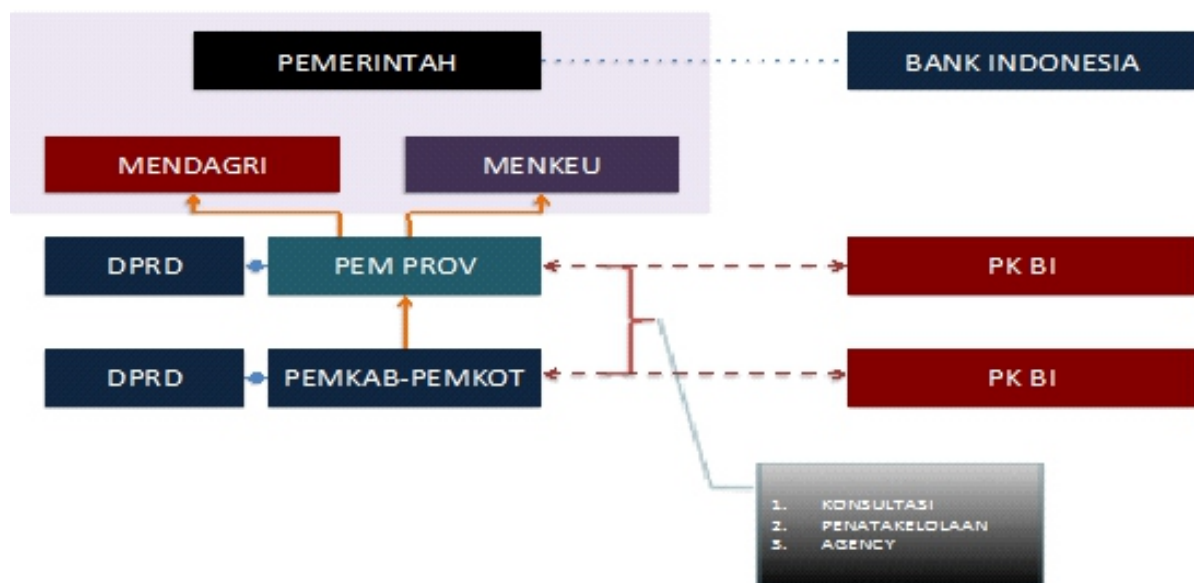 PEMERINTAH
BANK INDONESIA
MENDAGRI
MENKEU
DPRD
PEM PROV
PK BI
DPRD
PEMKAB-PEMKOT
PK BI
1. KONSULTASI
2. PENATAKELOLAAN
3. AGENCY